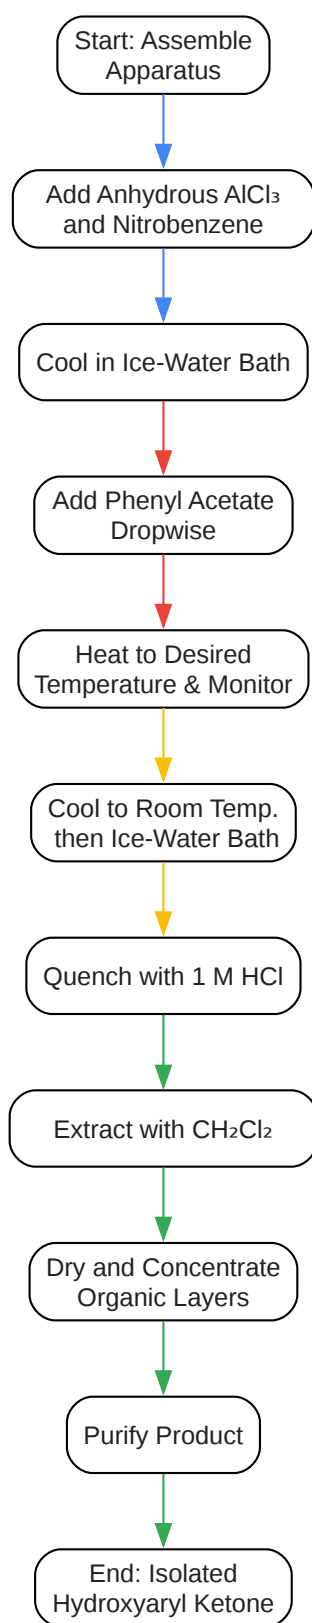 Start: Assemble
Apparatus
Add Anhydrous AlCl₃
and Nitrobenzene
Cool in Ice-Water Bath
Add Phenyl Acetate
Dropwise
Heat to Desired
Temperature & Monitor
Cool to Room Temp.
then Ice-Water Bath
Quench with 1 M HCl
Extract with CH₂Cl₂
Dry and Concentrate
Organic Layers
Purify Product
End: Isolated
Hydroxyaryl Ketone